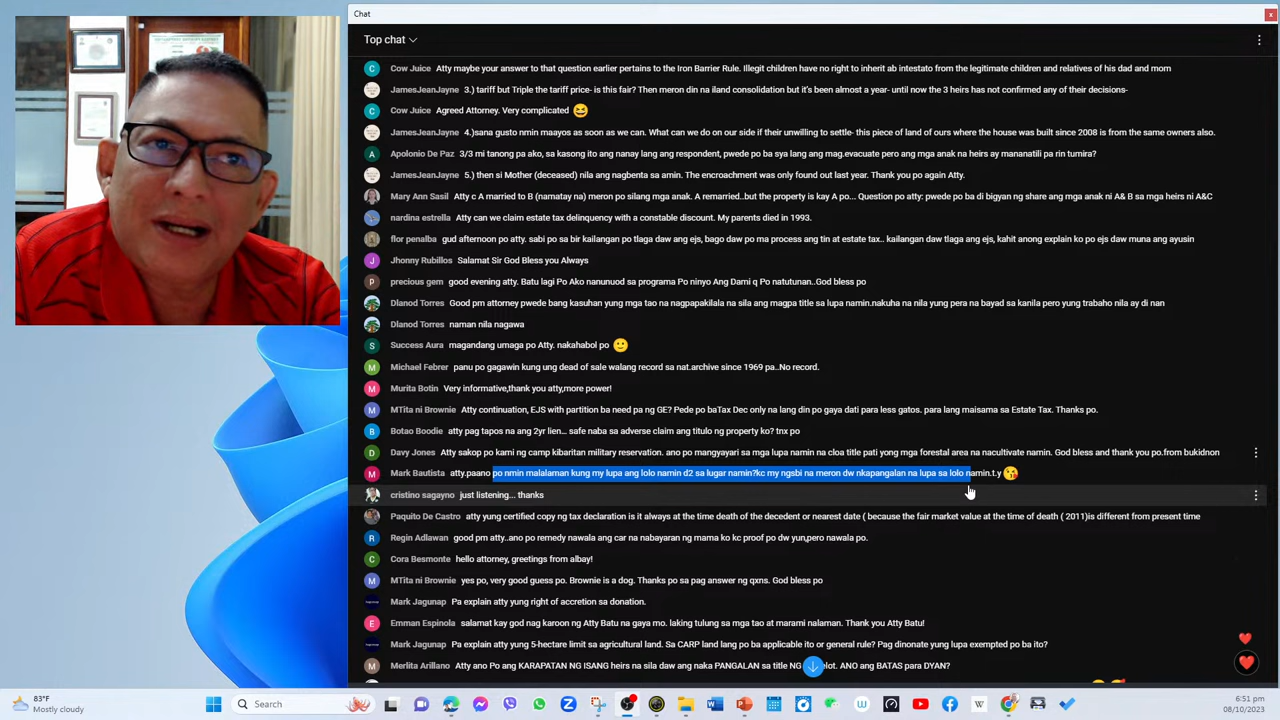 Chat
Top chat
Cow Juice Atty maybe your answer to that question earlier pertains to the Iron Barrier Rule. Illegit children have no right to inherit ab intestato from the legitimate children and relatives of his dad and mom
JamesJeanJayne 3.) tariff but Triple the tariff price- is this fair? Then meron din na iland consolidation but it's been almost a year- until now the 3 heirs has not confirmed any of their decisions-
Cow Juice Agreed Attorney. Very complicated
JamesJeanJayne 4.)sana gusto nmin maayos as soon as we can. What can we do on our side if their unwilling to settle- this piece of land of ours where the house was built since 2008 is from the same owners also.
Apolonio De Paz 3/3 mi tanong pa ako, sa kasong ito ang nanay lang ang respondent, pwede po ba sya lang ang mag.evacuate pero ang mga anak na heirs ay mananatili pa rin tumira?
JamesJeanJayne 5.) then si Mother (deceased) nila ang nagbenta sa amin. The encroachment was only found out last year. Thank you po again Atty.
Mary Ann Sasil Atty c A married to B (namatay na) meron po silang mga anak. A remarried.. but the property is kay A po... Question po atty: pwede po ba di bigyan ng share ang mga anak ni A& B sa mga heirs ni A&C
nardina estrella Atty can we claim estate tax delinquency with a constable discount. My parents died in 1993.
flor penalba gud afternoon po atty. sabi po sa bir kailangan po tlaga daw ang ejs, bago daw po ma process ang tin at estate tax.. kailangan daw tlaga ang ejs, kahit anong explain ko po ejs daw muna ang ayusin
Jhonny Rubillos Salamat Sir God Bless you Always
precious gem good evening atty. Batu lagi Po Ako nanunuod sa programa Po ninyo Ang Dami q Po natutunan..God bless po
Dlanod Torres Good pm attorney pwede bang kasuhan yung mga tao na nagpapakilala na sila ang magpa title sa lupa namin.nakuha na nila yung pera na bayad sa kanila pero yung trabaho nila ay di nan
Dlanod Torres naman nila nagawa
Success Aura magandang umaga po Atty. nakahabol po
Michael Febrer panu po gagawin kung ung dead of sale walang record sa nat.archive since 1969 pa..No record.
Murita Botin Very informative,thank you atty,more power!
MTita ni Brownie Atty continuation, EJS with partition ba need pa ng GE? Pede po baTax Dec only na lang din po gaya dati para less gatos. para lang maisama sa Estate Tax. Thanks po.
Botao Boodie atty pag tapos na ang 2yr lien... safe naba sa adverse claim ang titulo ng property ko? tnx po
Davy Jones Atty sakop po kami ng camp kibaritan military reservation. ano po mangyayari sa mga lupa namin na cloa title pati yong mga forestal area na nacultivate namin. God bless and thank you po.from bukidnon
Mark Bautista atty.paano po nmin malalaman kung my lupa ang lolo namin d2 sa lugar namin?kc my ngsbi na meron dw nkapangalan na lupa sa lolo namin.t.y
cristino sagayno just listening... thanks
Paquito De Castro atty yung certified copy ng tax declaration is it always at the time death of the decedent or nearest date ( because the fair market value at the time of death ( 2011)is different from present time
Regin Adlawan good pm atty..ano po remedy nawala ang car na nabayaran ng mama ko kc proof po dw yun,pero nawala po.
Cora Besmonte hello attorney, greetings from albay!
MTita ni Brownie yes po, very good guess po. Brownie is a dog. Thanks po sa pag answer ng qxns. God bless po
Mark Jagunap Pa explain atty yung right of accretion sa donation.
Emman Espinola salamat kay god nag karoon ng Atty Batu na gaya mo. laking tulung sa mga tao at marami nalaman. Thank you Atty Batu!
Mark Jagunap Pa explain atty yung 5-hectare limit sa agricultural land. Sa CARP land lang po ba applicable ito or general rule? Pag dinonate yung lupa exempted po ba ito?
Merlita Arillano Atty ano Po ang KARAPATAN NG ISANG heirs na sila daw ang naka PANGALAN sa title NG elot. ANO ang BATAS para DYAN?
83°F
Mostly cloudy
Search
6:51 pm
08/10/2023